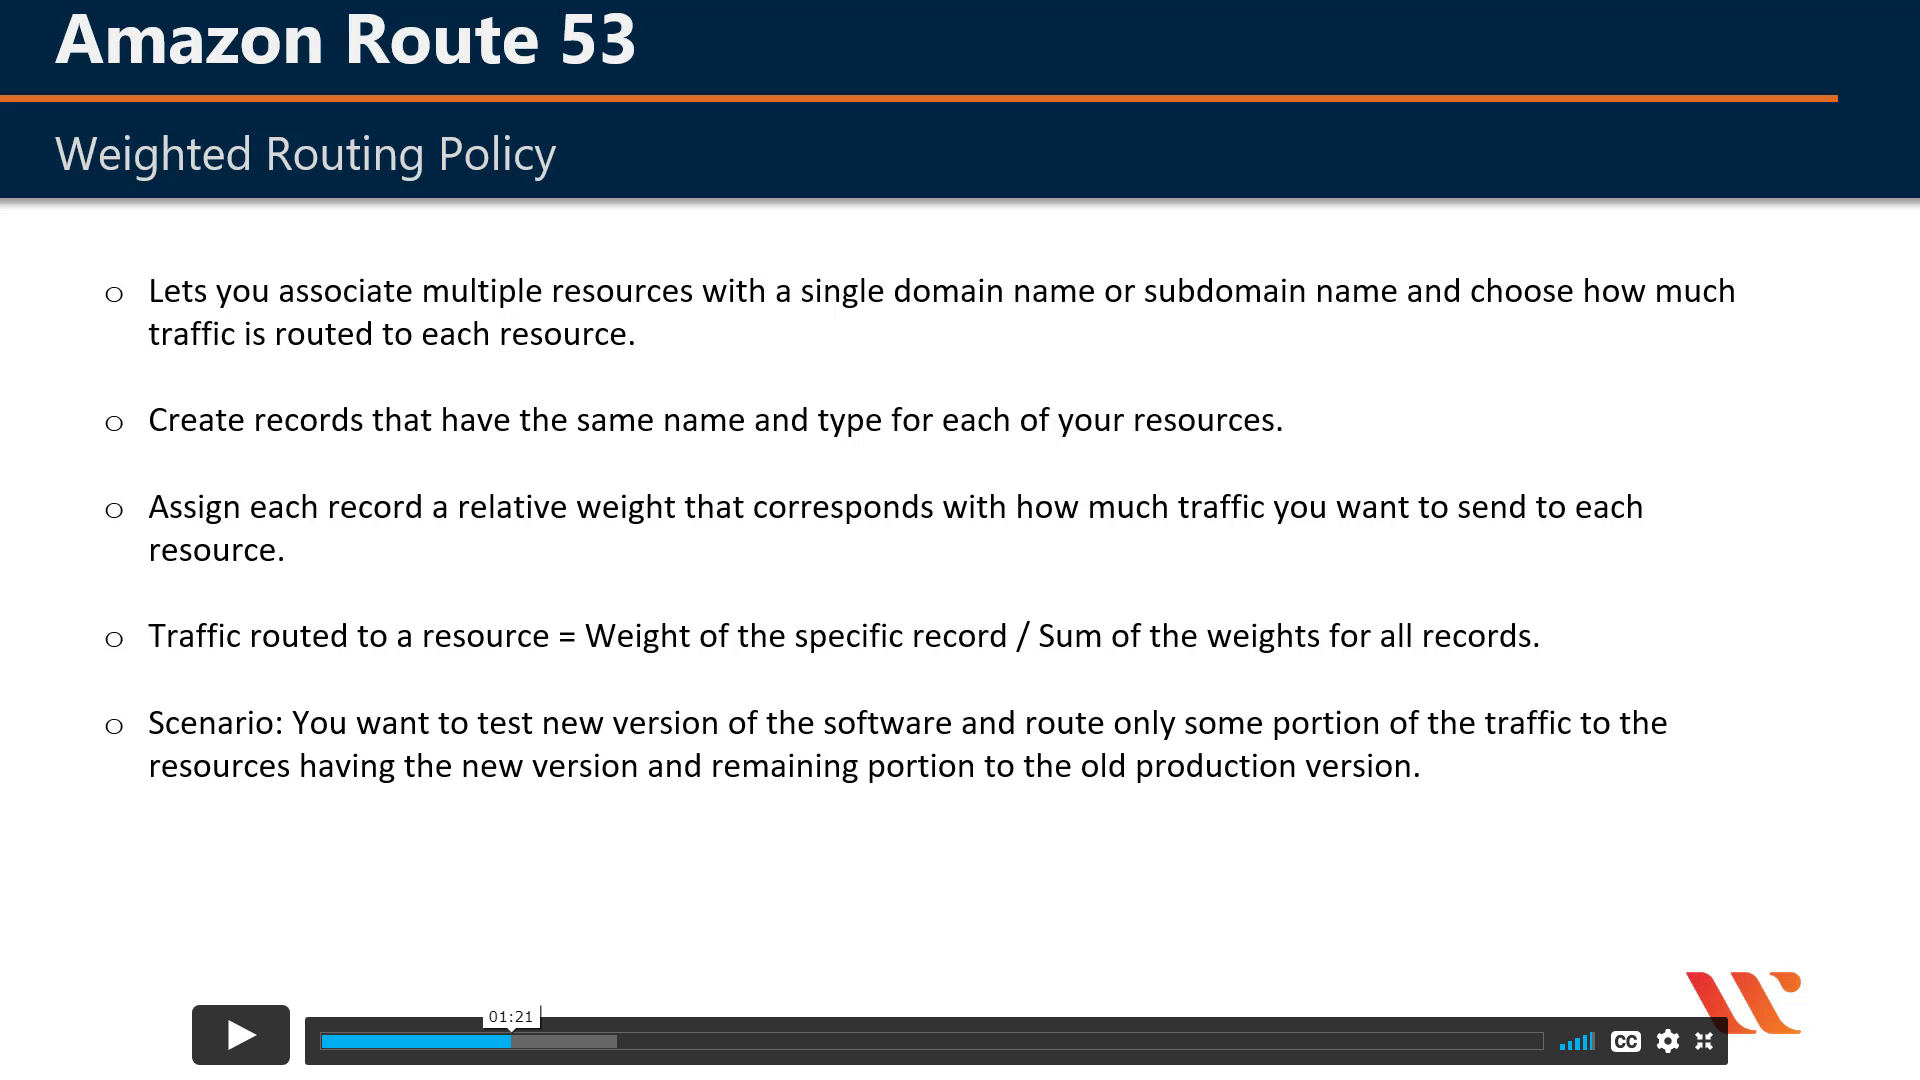 Amazon Route 53
Weighted Routing Policy
o Lets you associate multiple resources with a single domain name or subdomain name and choose how much
traffic is routed to each resource.
o Create records that have the same name and type for each of your resources.
o Assign each record a relative weight that corresponds with how much traffic you want to send to each
resource.
o Traffic routed to a resource = Weight of the specific record / Sum of the weights for all records.
o Scenario: You want to test new version of the software and route only some portion of the traffic to the
resources having the new version and remaining portion to the old production version.
01:21
CC